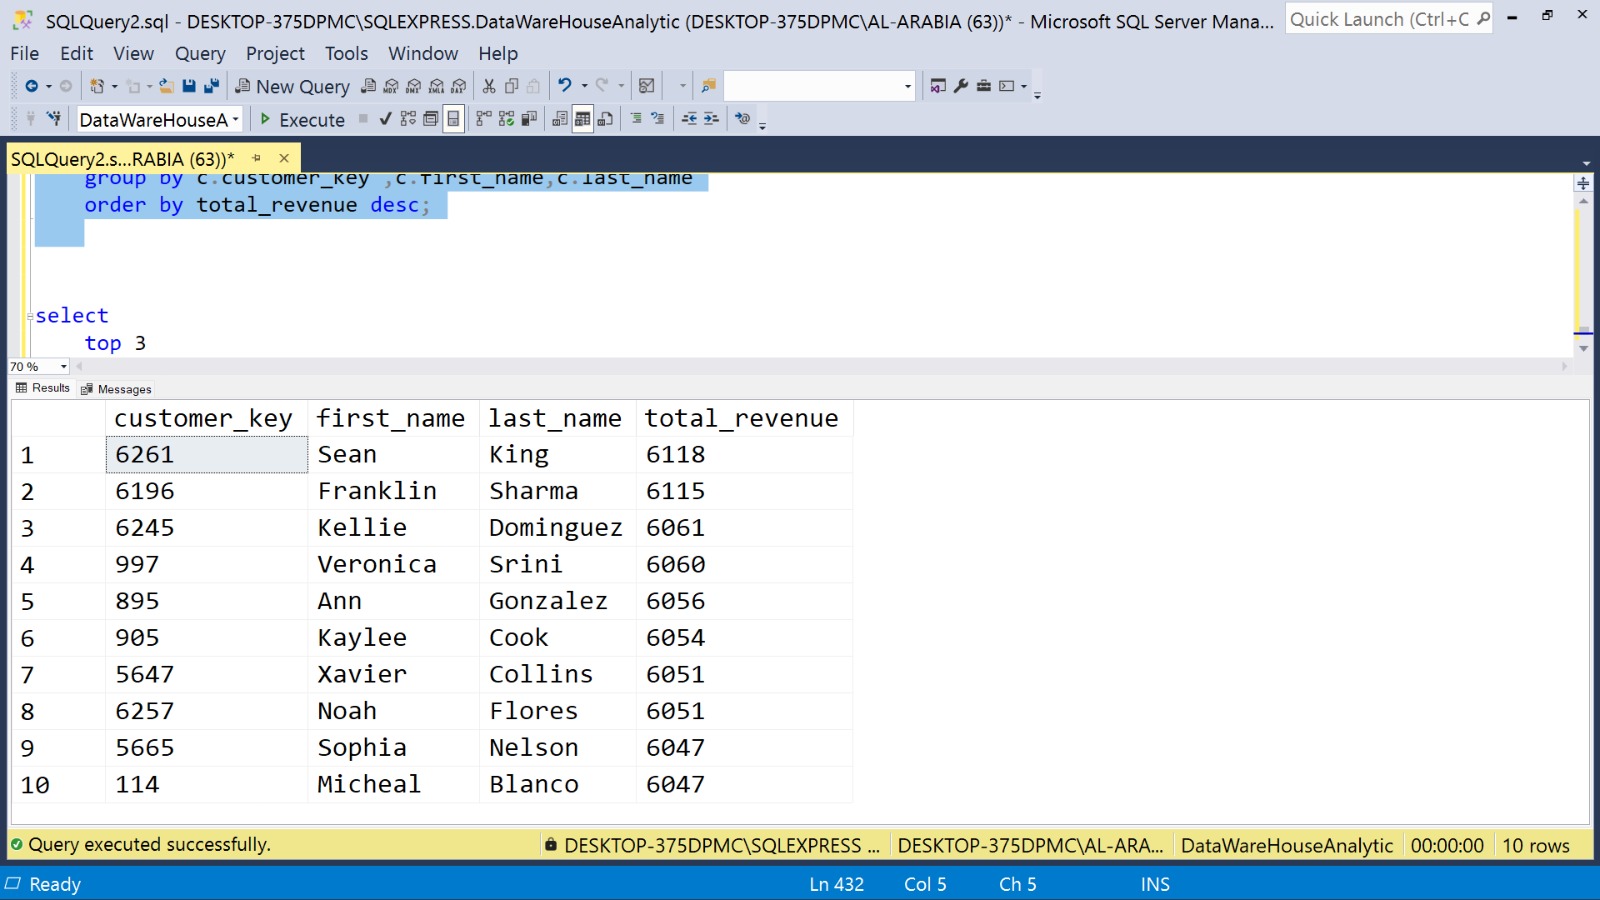 SQLQuery2.sql - DESKTOP-375DPMC\SQLEXPRESS.DataWareHouseAnalytic (DESKTOP-375DPMC\AL-ARABIA (63))* - Microsoft SQL Server Mana...
Quick Launch (Ctrl+C
File Edit View Query Project Tools Window Help
New Query
DataWareHouseA Execute
SQLQuery2.s...RABIA (63))*
group by c.customer_key ,c.first_name,c.last_name
order by total_revenue desc;
select
top 3
70 %
Results Messages
customer_key first_name last_name total_revenue
1 6261 Sean King 6118
2 6196 Franklin Sharma 6115
3 6245 Kellie Dominguez 6061
4 997 Veronica Srini 6060
5 895 Ann Gonzalez 6056
6 905 Kaylee Cook 6054
7 5647 Xavier Collins 6051
8 6257 Noah Flores 6051
9 5665 Sophia Nelson 6047
10 114 Micheal Blanco 6047
Query executed successfully. DESKTOP-375DPMC\SQLEXPRESS ... DESKTOP-375DPMC\AL-ARA... DataWareHouseAnalytic 00:00:00 10 rows
Ready Ln 432 Col 5 Ch 5 INS